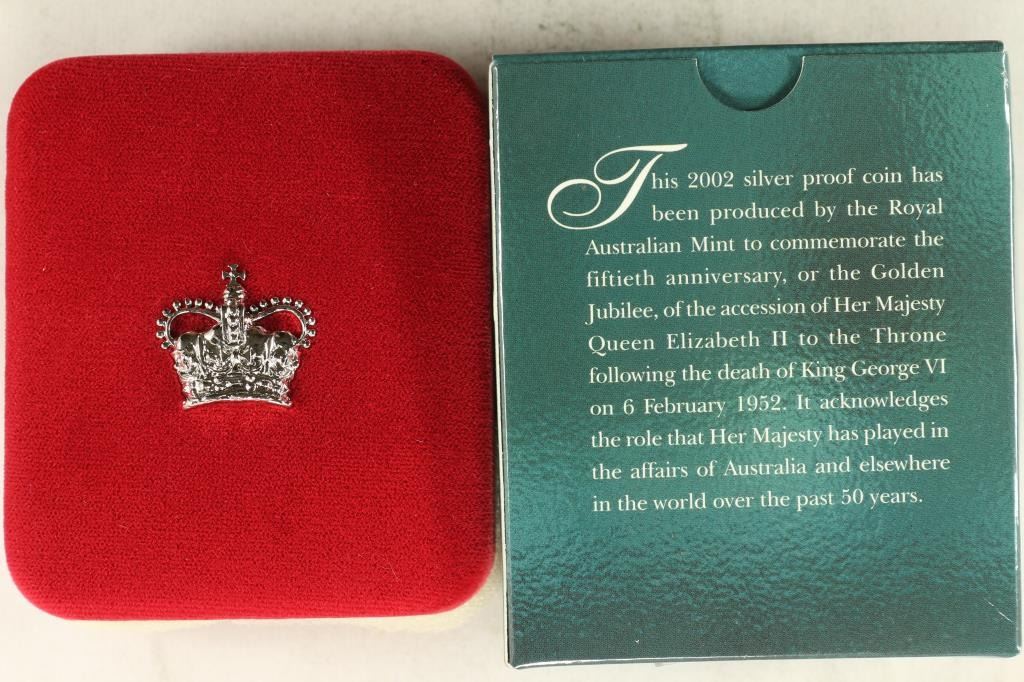 This 2002 silver proof coin has
been produced by the Royal
Australian Mint to commemorate the
fiftieth anniversary, or the Golden
Jubilee, of the accession of Her Majesty
Queen Elizabeth II to the Throne
following the death of King George VI
on 6 February 1952. It acknowledges
the role that Her Majesty has played in
the affairs of Australia and elsewhere
in the world over the past 50 years.